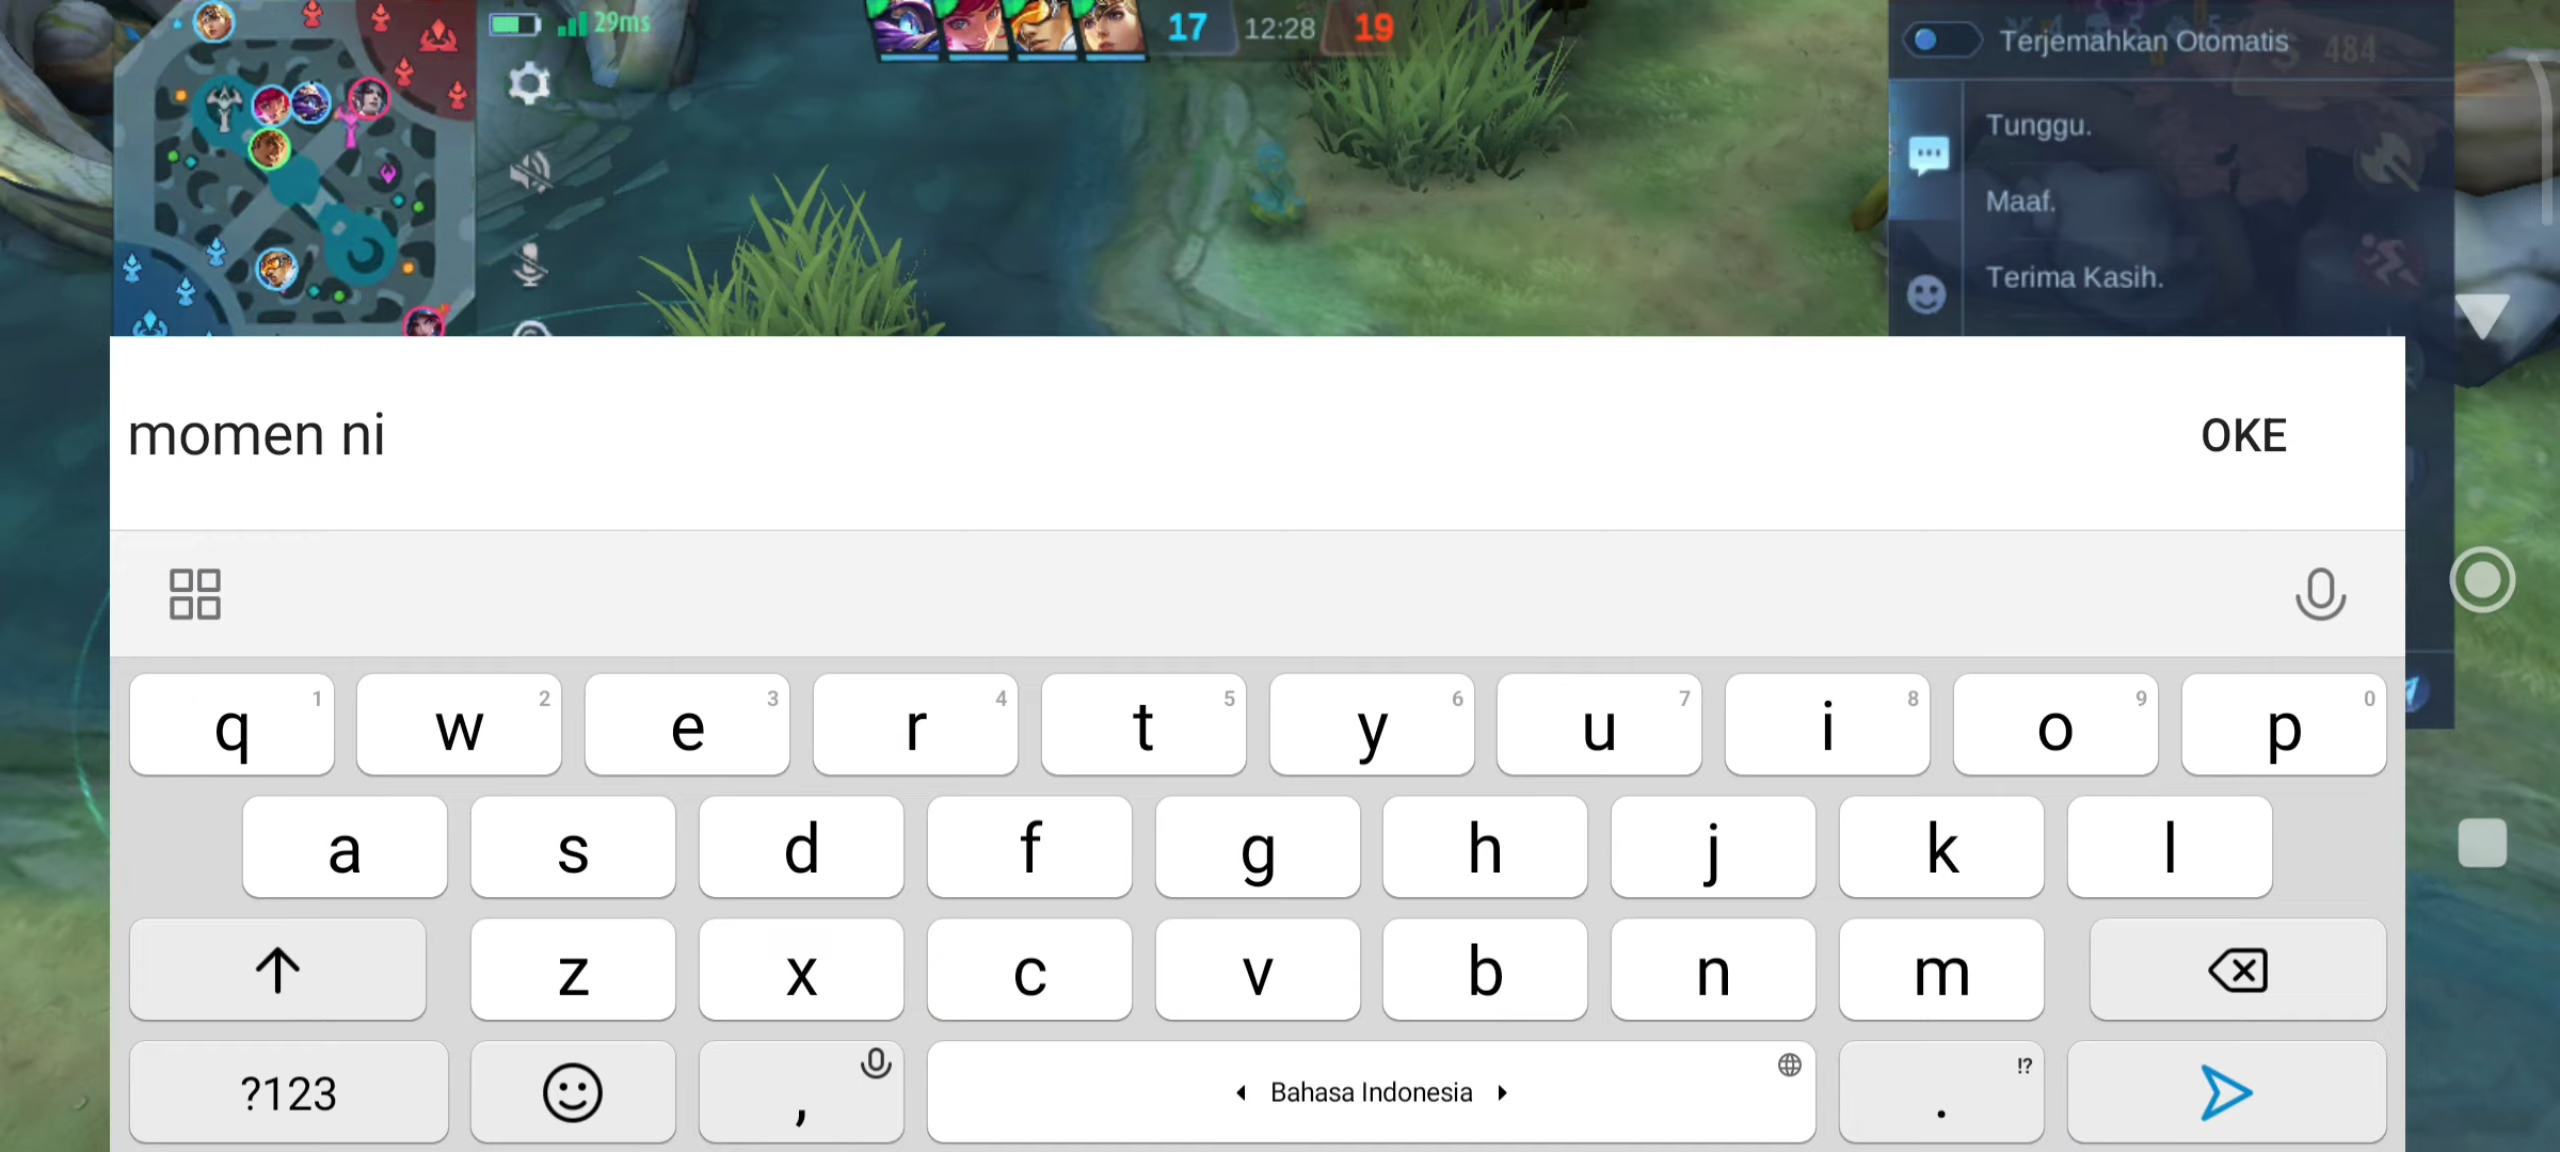 29ms
17 12:28 19
Terjemahkan Otomatis
484
Tunggu.
Maaf.
Terima Kasih.
momen ni
OKE
q 1 w 2 e 3 r 4 t 5 y 6 u 7 i 8 o 9 p 0
a s d f g h j k l
z x c v b n m
?123 , Bahasa Indonesia . !?